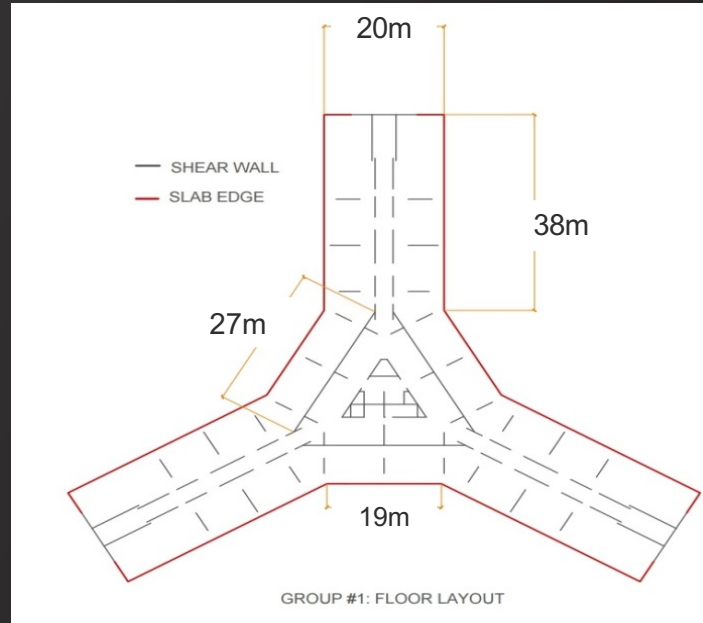 20m
SHEAR WALL
SLAB EDGE
38m
27m
19m
GROUP #1: FLOOR LAYOUT